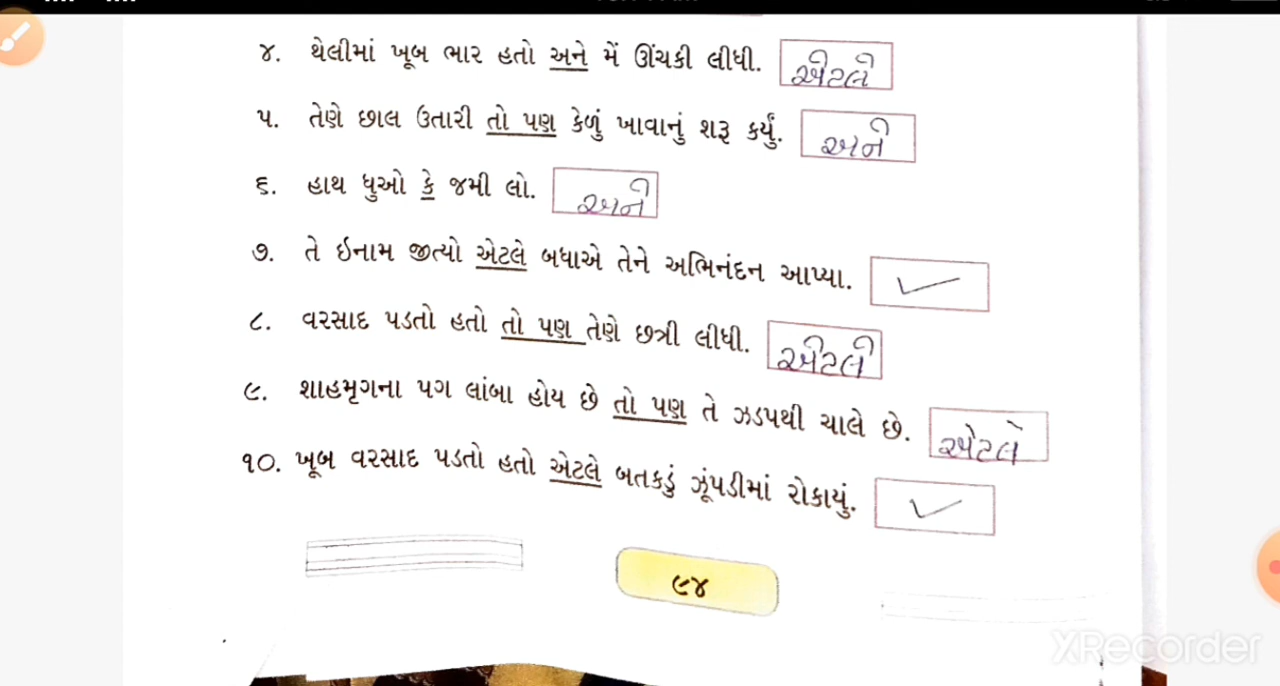 ૪. થેલીમાં ખૂબ ભાર હતો અને મેં ઊંચકી લીધી. એટલે
૫. તેણે છાલ ઉતારી તો પણ કેળું ખાવાનું શરૂ કર્યું. અને
૬. હાથ ધુઓ કે જમી લો. અને
૭. તે ઇનામ જીત્યો એટલે બધાએ તેને અભિનંદન આપ્યા. ✓
૮. વરસાદ પડતો હતો તો પણ તેણે છત્રી લીધી. એટલે
૯. શાહમૃગના પગ લાંબા હોય છે તો પણ તે ઝડપથી ચાલે છે. એટલે
૧૦. ખૂબ વરસાદ પડતો હતો એટલે બતકડું ઝૂંપડીમાં રોકાયું. ✓
૯૪
XRecorder